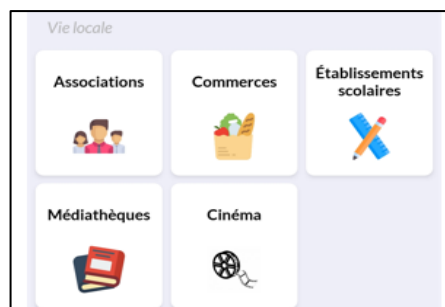 Vie locale
Associations
Commerces
Établissements
scolaires
Médiathèques
Cinéma